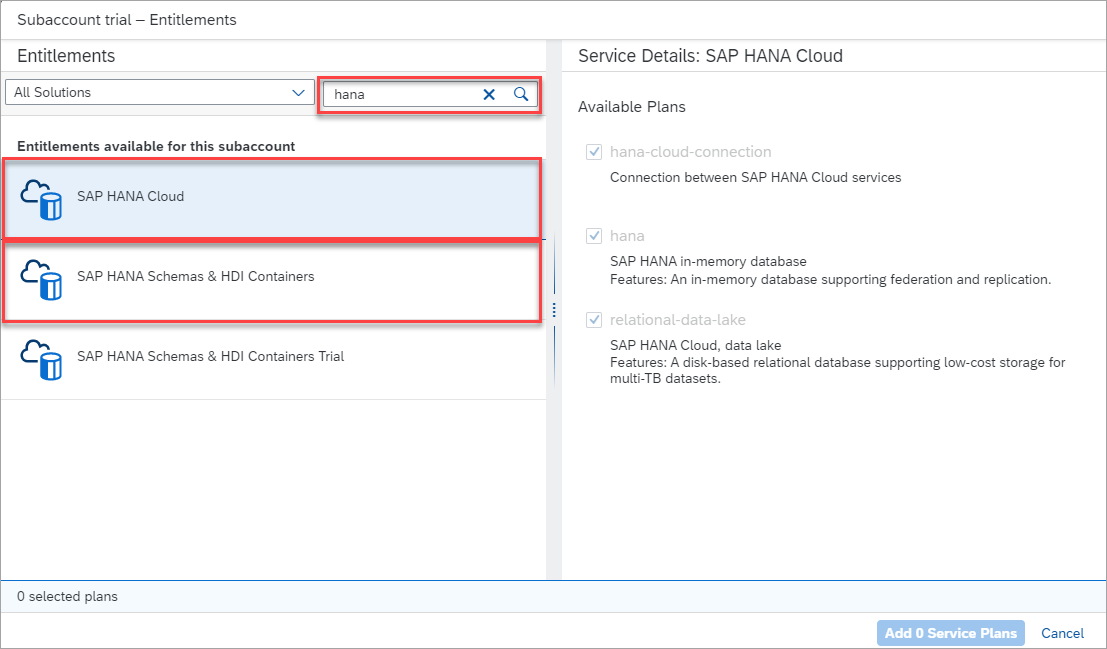 Subaccount trial – Entitlements
Entitlements
All Solutions
hana
Entitlements available for this subaccount
SAP HANA Cloud
SAP HANA Schemas & HDI Containers
SAP HANA Schemas & HDI Containers Trial
Service Details: SAP HANA Cloud
Available Plans
hana-cloud-connection
Connection between SAP HANA Cloud services
hana
SAP HANA in-memory database
Features: An in-memory database supporting federation and replication.
relational-data-lake
SAP HANA Cloud, data lake
Features: A disk-based relational database supporting low-cost storage for
multi-TB datasets.
0 selected plans
Add 0 Service Plans
Cancel